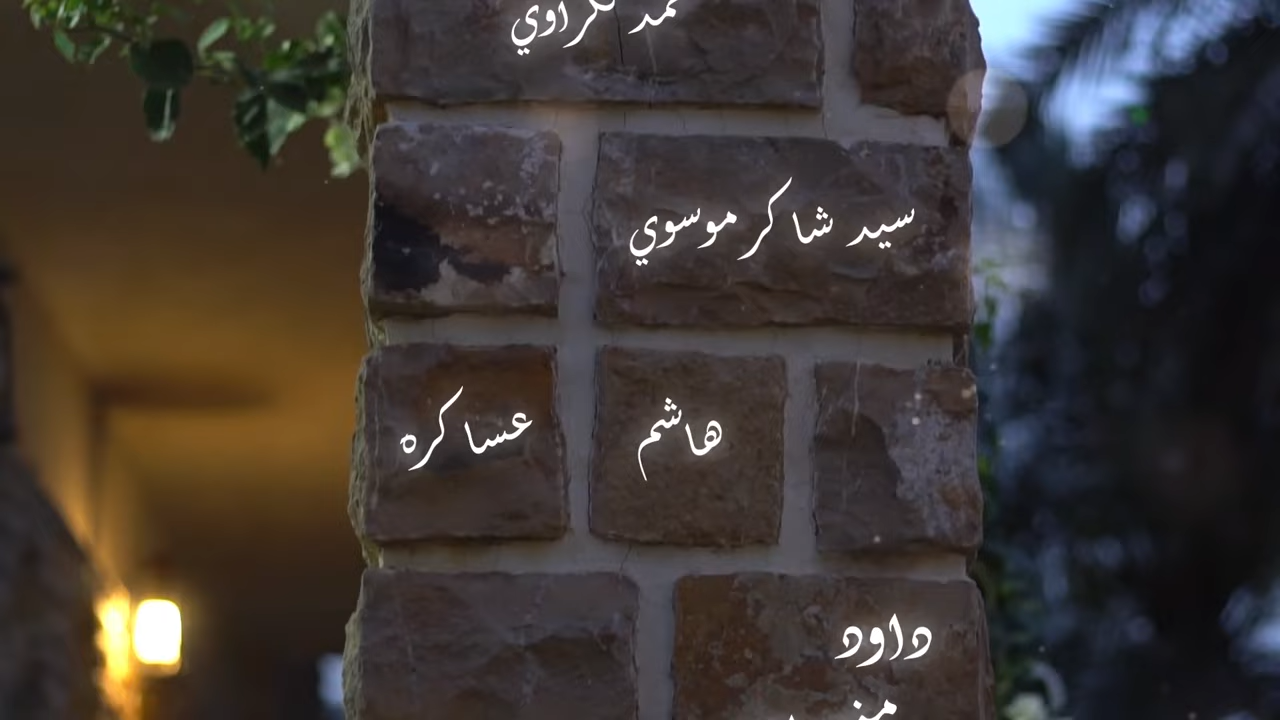 سيد شاكر موسوي
هاشم
عساكره
داود